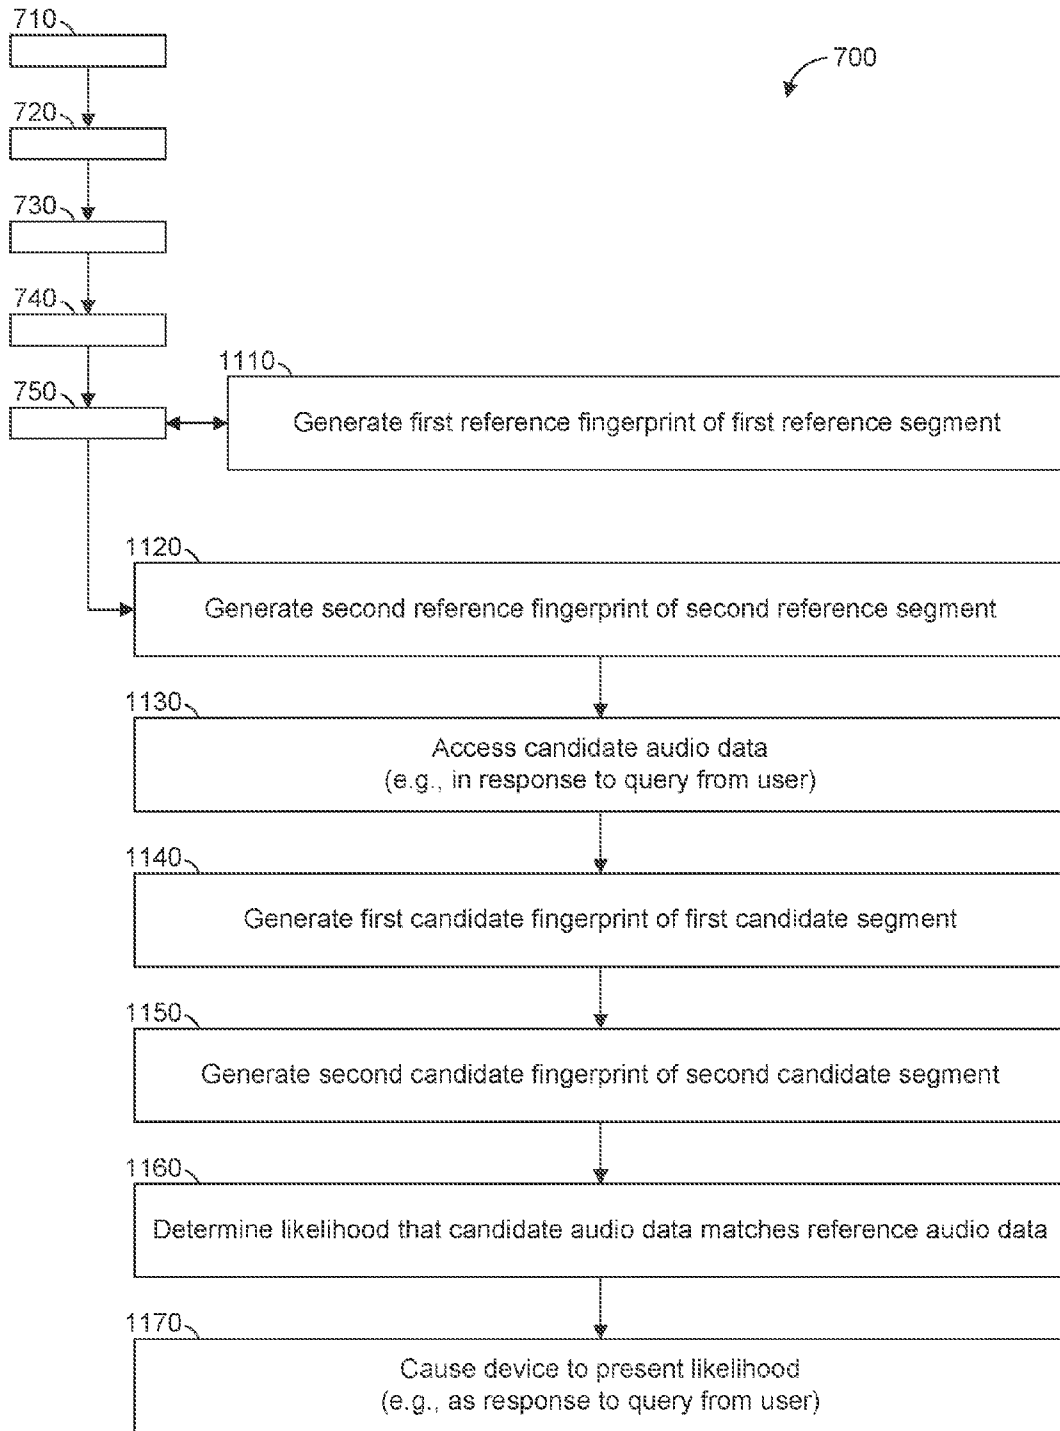 710
700
720
730
740
750
1110
Generate first reference fingerprint of first reference segment
1120
Generate second reference fingerprint of second reference segment
1130
Access candidate audio data
(e.g., in response to query from user)
1140
Generate first candidate fingerprint of first candidate segment
1150
Generate second candidate fingerprint of second candidate segment
1160
Determine likelihood that candidate audio data matches reference audio data
1170
Cause device to present likelihood
(e.g., as response to query from user)